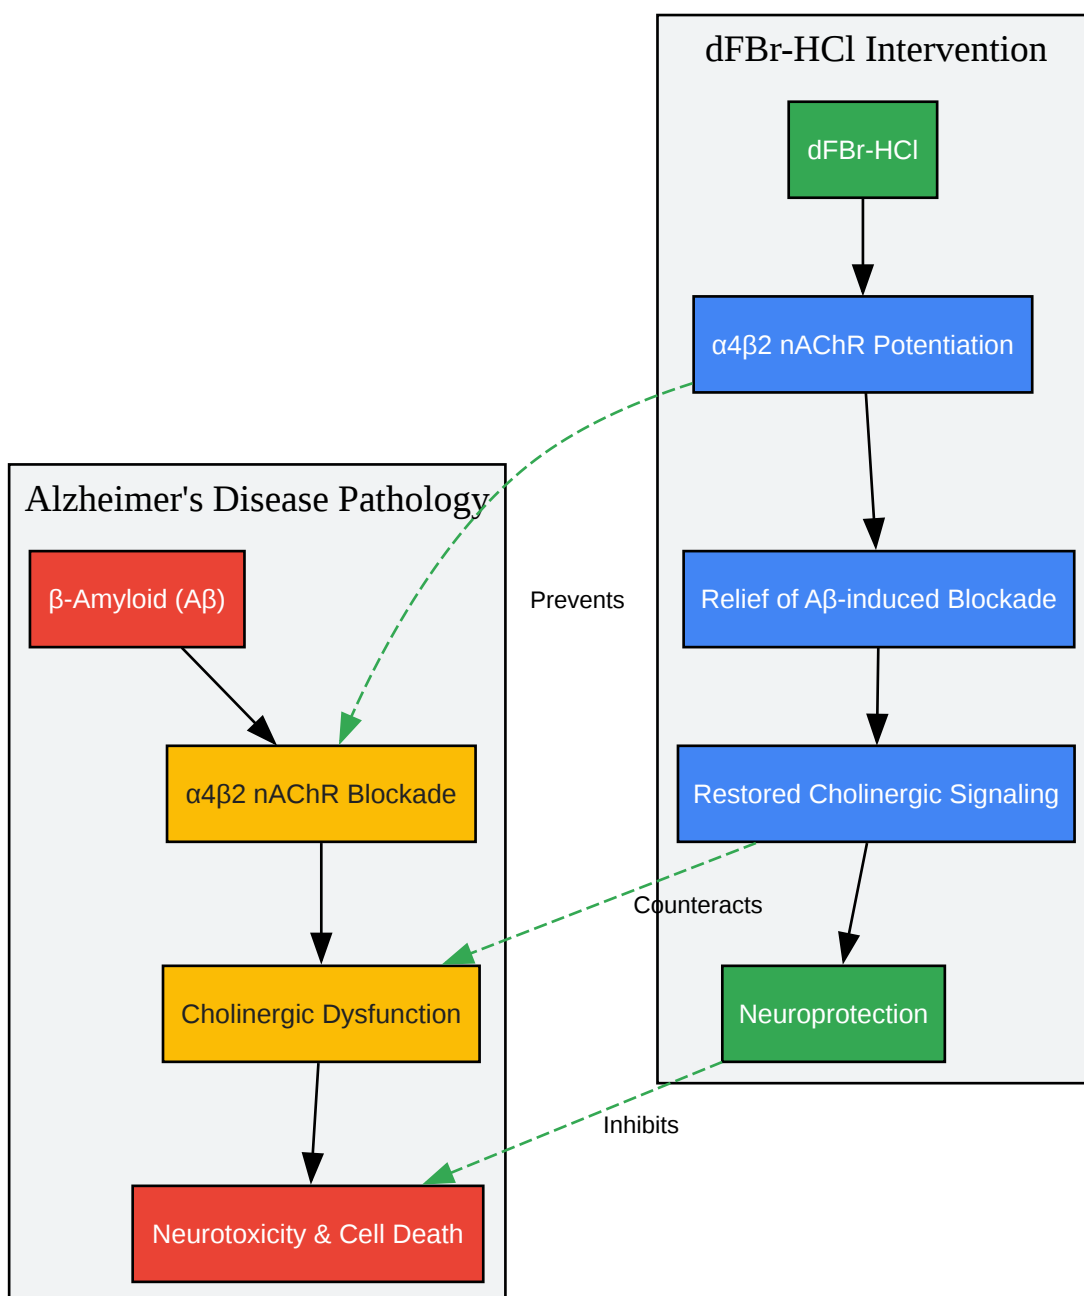 dFBr-HCl Intervention
dFBr-HCl
α4β2 nAChR Potentiation
Alzheimer's Disease Pathology
β-Amyloid (Aβ)
Prevents
Relief of Aβ-induced Blockade
α4β2 nAChR Blockade
Restored Cholinergic Signaling
Counteracts
Cholinergic Dysfunction
Neuroprotection
Inhibits
Neurotoxicity & Cell Death